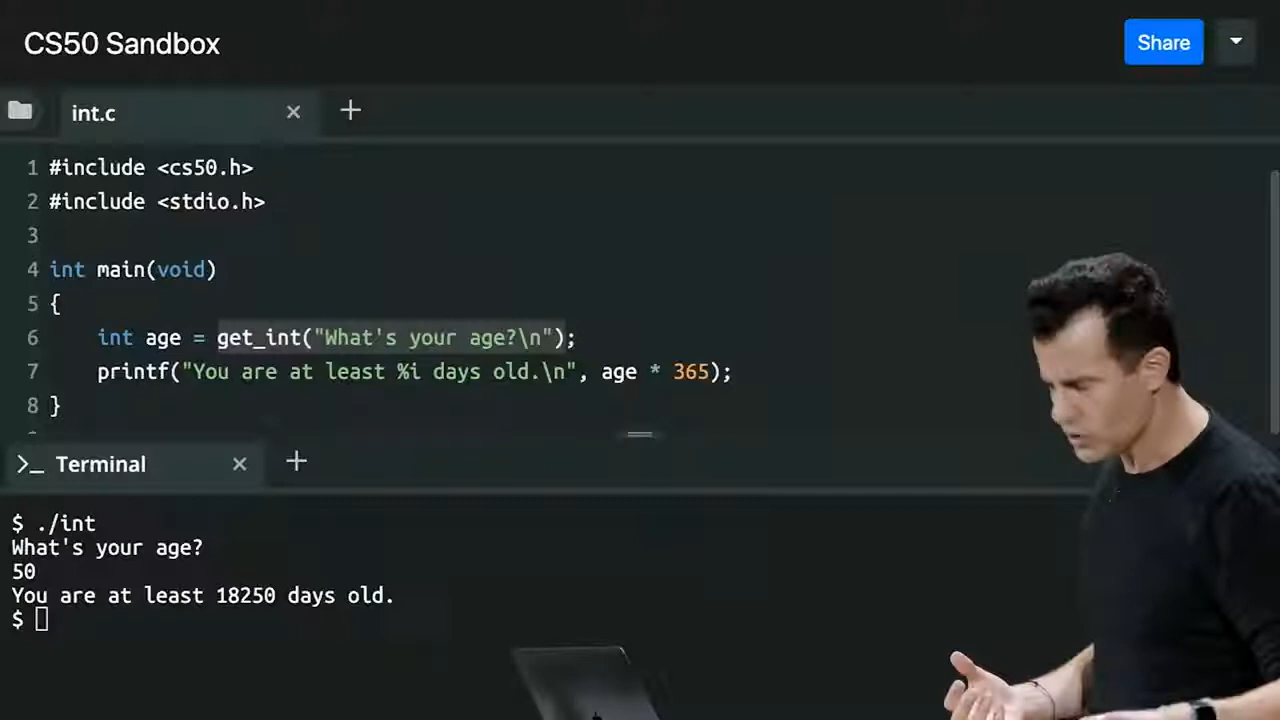 CS50 Sandbox
Share
int.c
1 #include <cs50.h>
2 #include <stdio.h>
3
4 int main(void)
5 {
6     int age = get_int("What's your age?\n");
7     printf("You are at least %i days old.\n", age * 365);
8 }
>_ Terminal
$ ./int
What's your age?
50
You are at least 18250 days old.
$